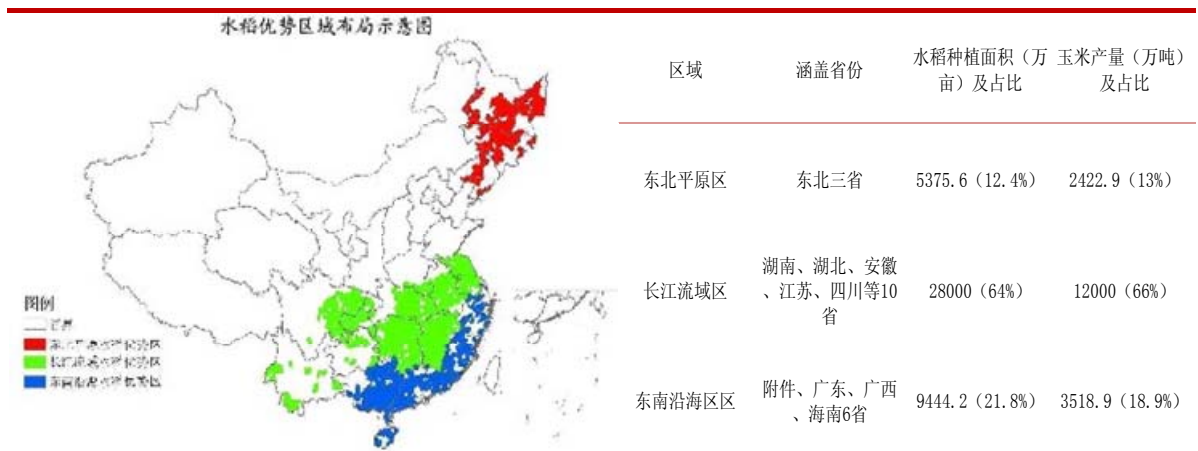 水稻优势区域布局示意图
图例
区域
涵盖省份
水稻种植面积（万
亩）及占比
玉米产量（万吨）
及占比
东北平原区
东北三省
5375.6（12.4%）
2422.9（13%）
长江流域区
湖南、湖北、安徽
、江苏、四川等10
省
28000（64%）
12000（66%）
东南沿海区区
附件、广东、广西
、海南6省
9444.2（21.8%）
3518.9（18.9%）